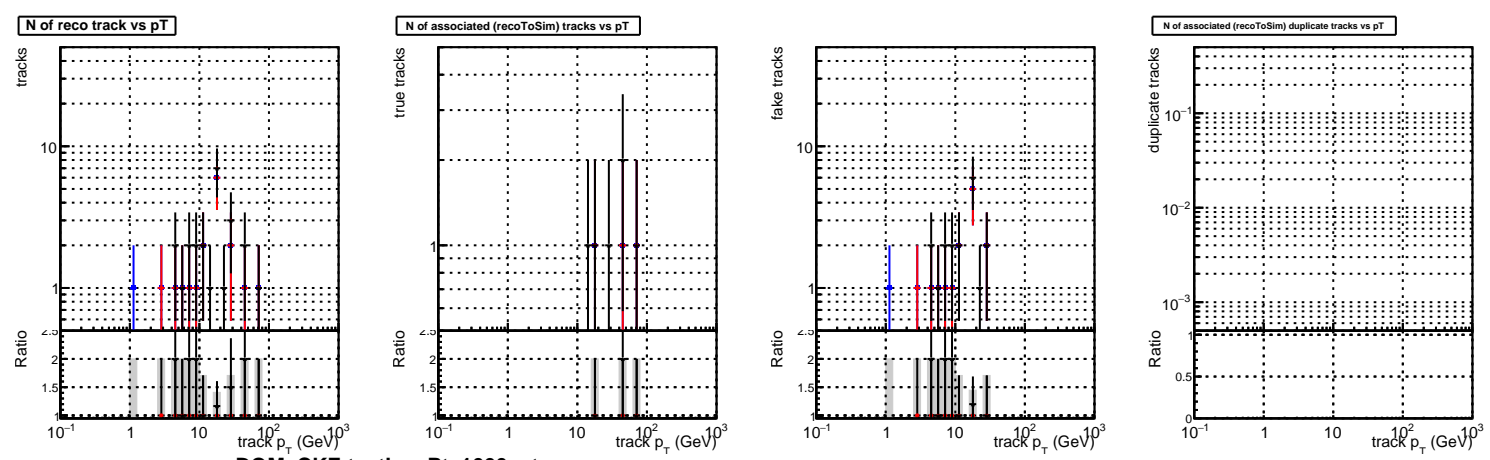 N of reco track vs pT
tracks
10
1
Ratio
2.5
2
1.5
1
10⁻¹ 1 10 10² 10³
track p_T (GeV)
N of associated (recoToSim) tracks vs pT
true tracks
1
Ratio
2.5
2
1.5
1
10⁻¹ 1 10 10² 10³
track p_T (GeV)
fake tracks
10
1
Ratio
2.5
2
1.5
1
10⁻¹ 1 10 10² 10³
track p_T (GeV)
N of associated (recoToSim) duplicate tracks vs pT
duplicate tracks
10⁻¹
10⁻²
10⁻³
Ratio
1
0.5
0
10⁻¹ 1 10 10² 10³
track p_T (GeV)